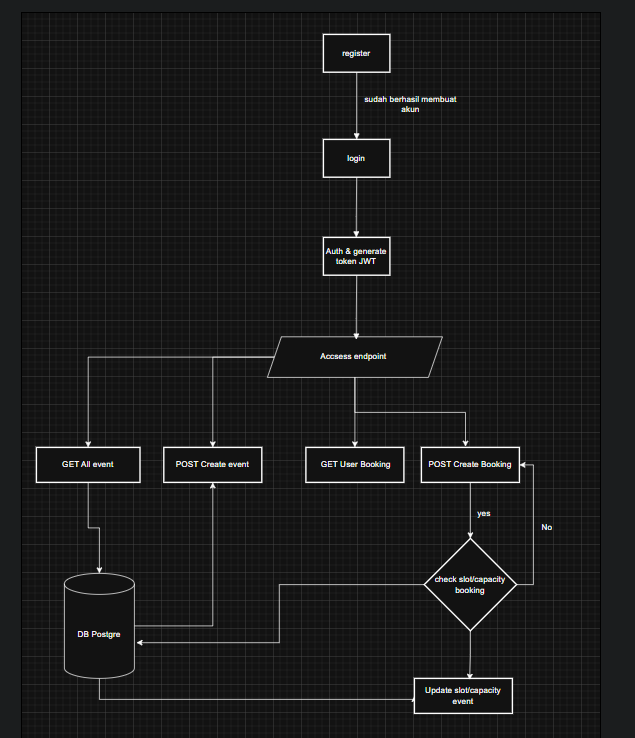 register
sudah berhasil membuat
akun
login
Auth & generate
token JWT
Accsess endpoint
GET All event
POST Create event
GET User Booking
POST Create Booking
yes
No
check slot/capacity
booking
DB Postgre
Update slot/capacity
event